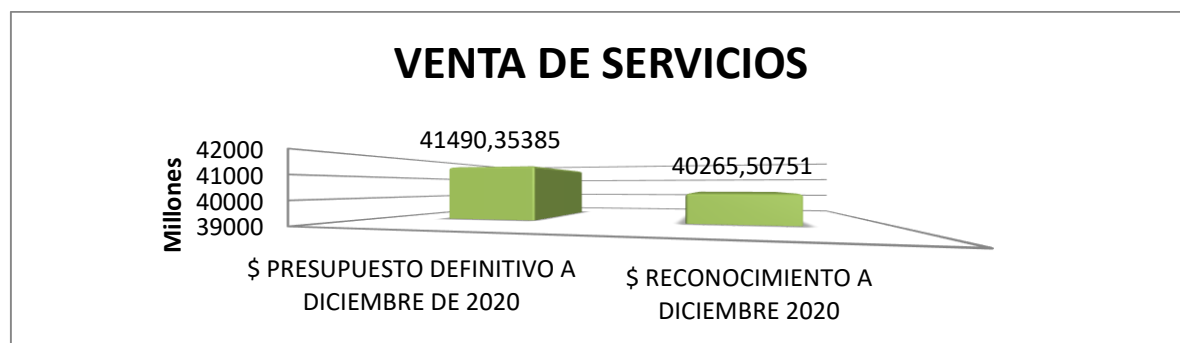 VENTA DE SERVICIOS
Millones
42000
41000
40000
39000
41490,35385
40265,50751
$ PRESUPUESTO DEFINITIVO A
DICIEMBRE DE 2020
$ RECONOCIMIENTO A
DICIEMBRE 2020